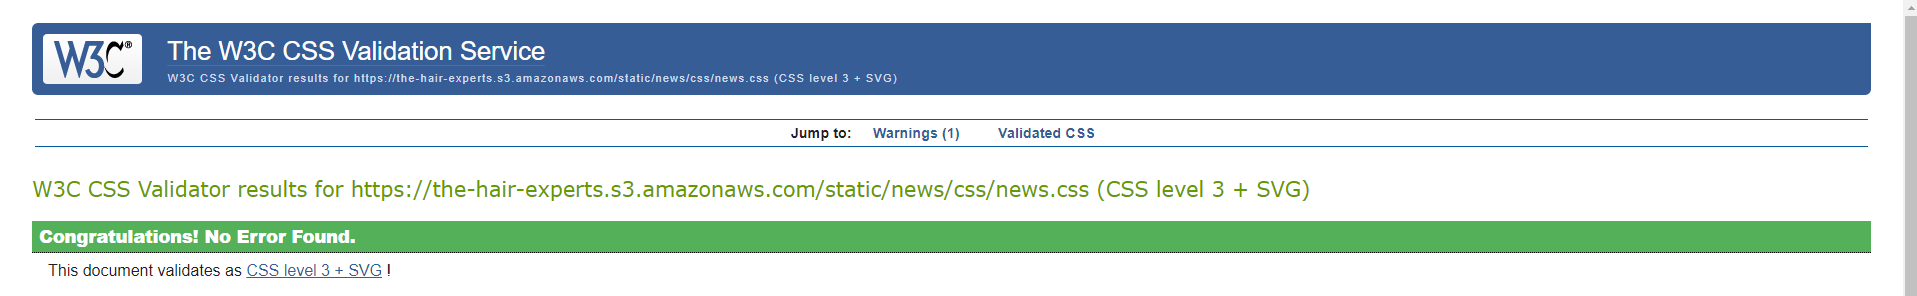 W3C®
The W3C CSS Validation Service
W3C CSS Validator results for https://the-hair-experts.s3.amazonaws.com/static/news/css/news.css (CSS level 3 + SVG)
Jump to: Warnings (1) Validated CSS
W3C CSS Validator results for https://the-hair-experts.s3.amazonaws.com/static/news/css/news.css (CSS level 3 + SVG)
Congratulations! No Error Found.
This document validates as CSS level 3 + SVG !